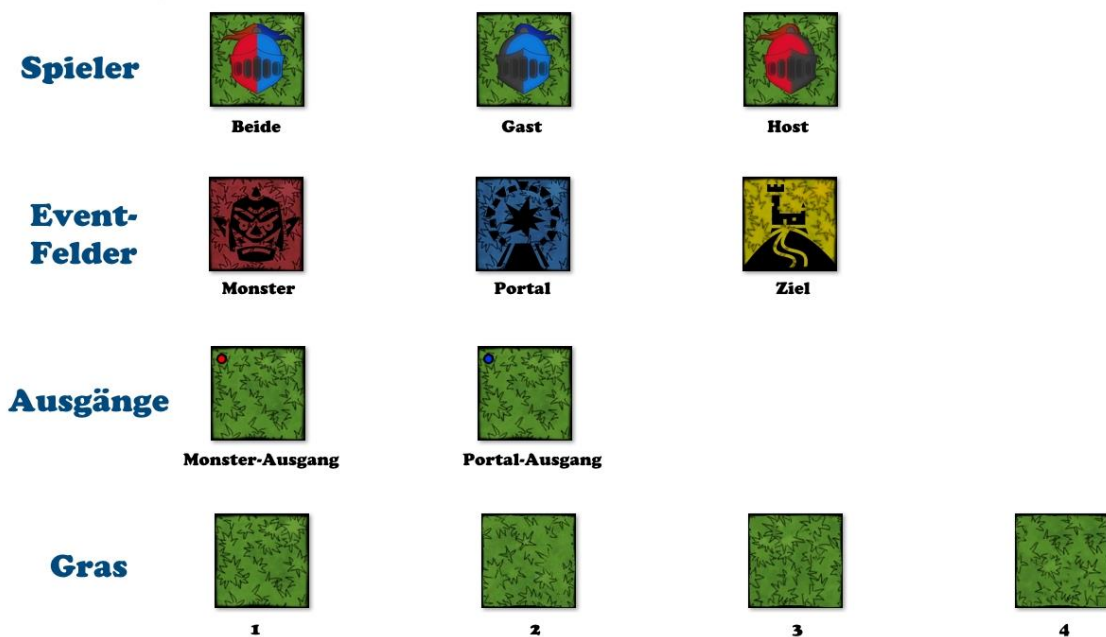 Spieler
Beide
Gast
Host
Event-
Felder
Monster
Portal
Ziel
Ausgänge
Monster-Ausgang
Portal-Ausgang
Gras
1
2
3
4